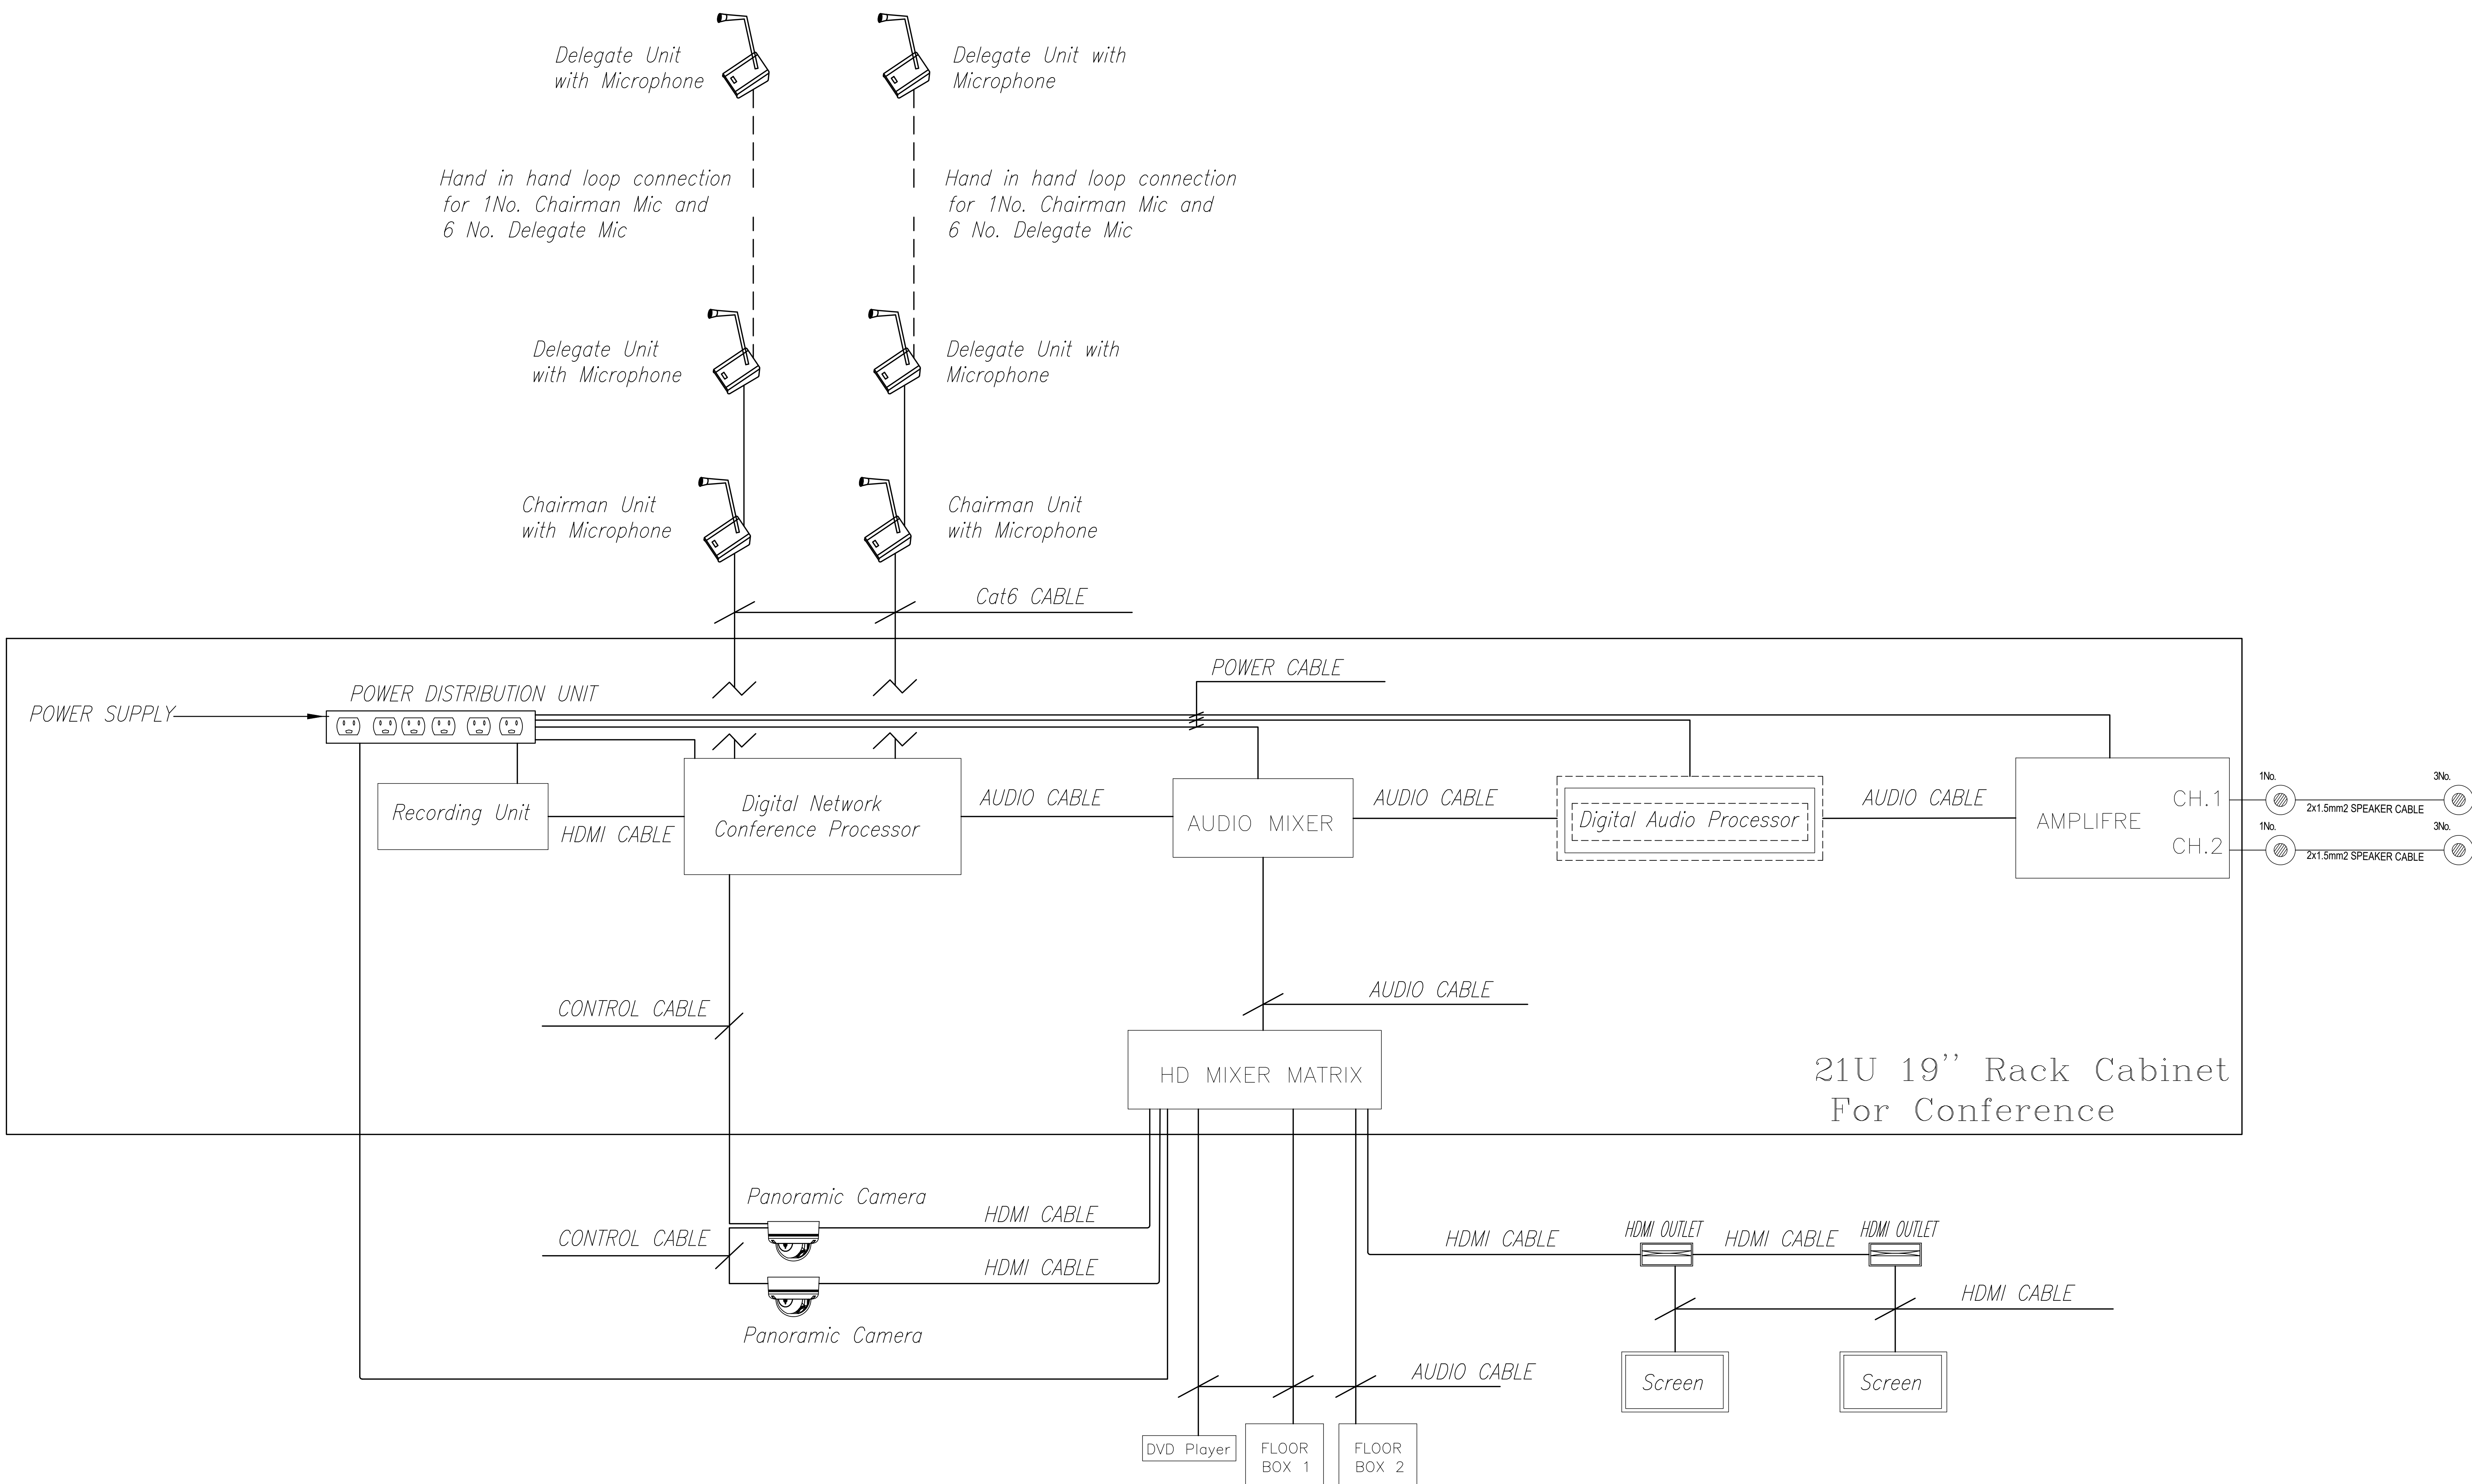 Delegate Unit
with Microphone
Delegate Unit with
Microphone
Hand in hand loop connection
for 1No. Chairman Mic and
6 No. Delegate Mic
Hand in hand loop connection
for 1No. Chairman Mic and
6 No. Delegate Mic
Delegate Unit
with Microphone
Delegate Unit with
Microphone
Chairman Unit
with Microphone
Chairman Unit
with Microphone
Cat6 CABLE
POWER CABLE
POWER DISTRIBUTION UNIT
POWER SUPPLY
Recording Unit
HDMI CABLE
Digital Network
Conference Processor
AUDIO CABLE
AUDIO MIXER
AUDIO CABLE
Digital Audio Processor
AUDIO CABLE
AMPLIFRE
CH.1
CH.2
1No.
2x1.5mm2 SPEAKER CABLE
3No.
1No.
2x1.5mm2 SPEAKER CABLE
3No.
CONTROL CABLE
AUDIO CABLE
HD MIXER MATRIX
21U 19'' Rack Cabinet
For Conference
Panoramic Camera
HDMI CABLE
CONTROL CABLE
HDMI CABLE
Panoramic Camera
HDMI CABLE
HDMI OUTLET
HDMI CABLE
HDMI OUTLET
HDMI CABLE
Screen
Screen
AUDIO CABLE
DVD Player
FLOOR
BOX 1
FLOOR
BOX 2